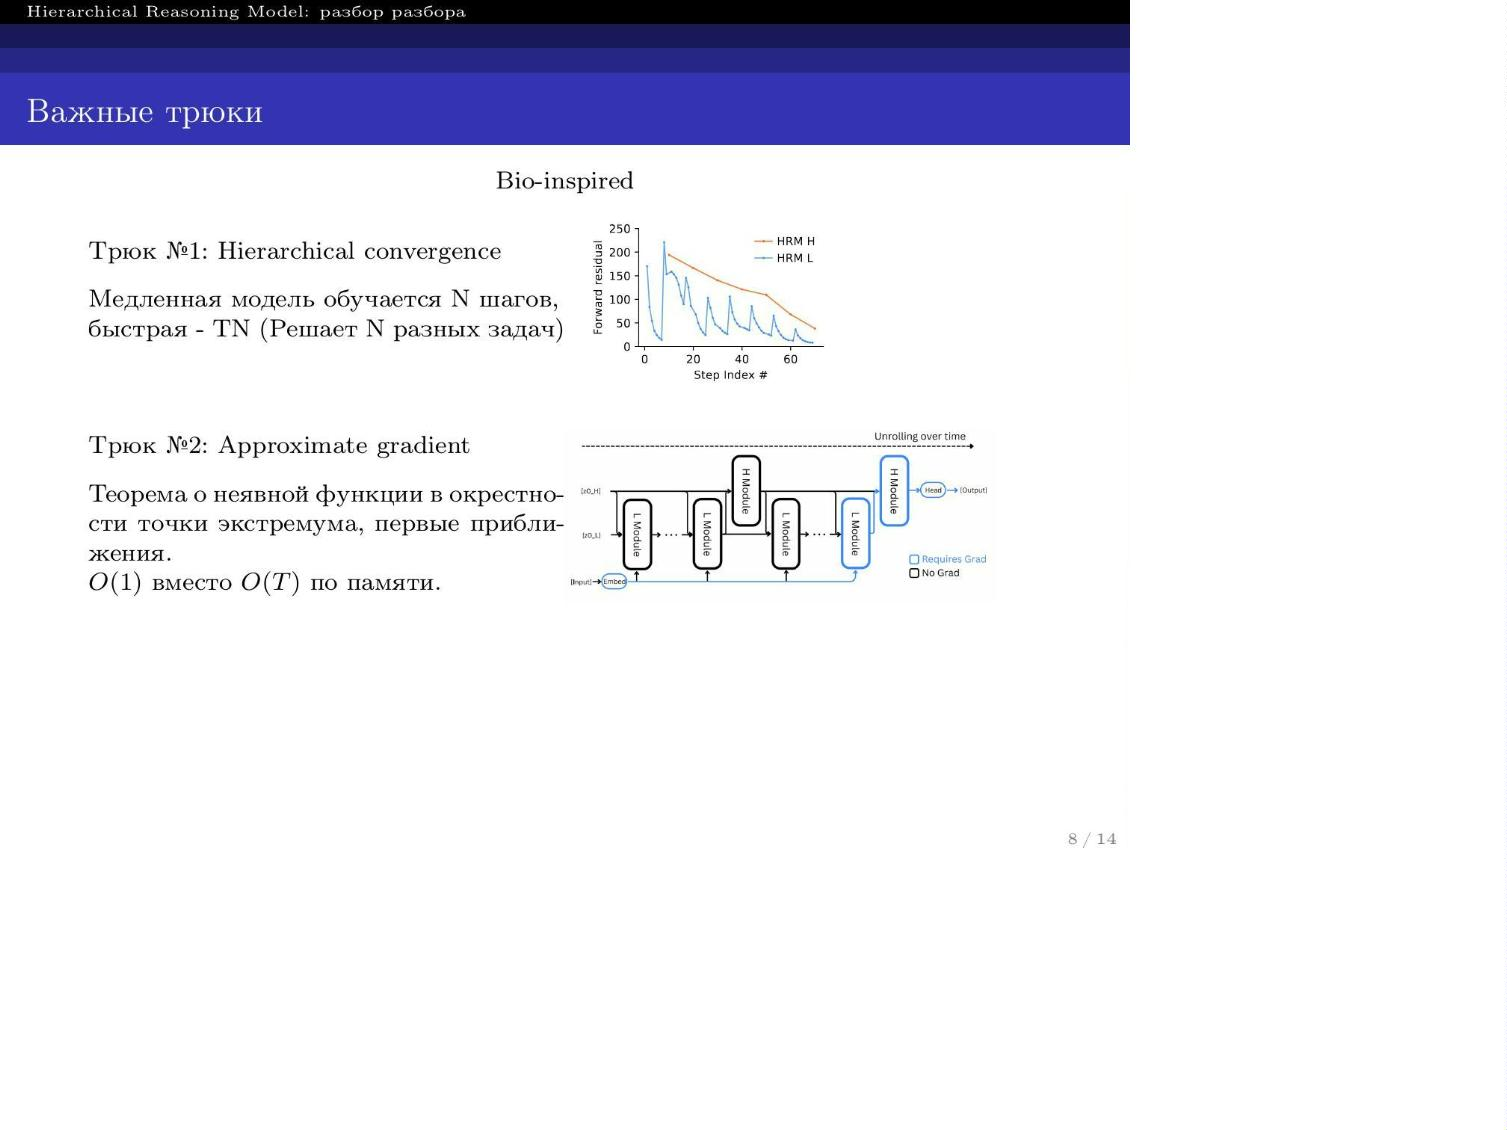 Hierarchical Reasoning Model: разбор разбора
Важные трюки
Bio-inspired
Трюк №1: Hierarchical convergence
Медленная модель обучается N шагов,
быстрая - TN (Решает N разных задач)
250
200
150
100
50
0
Forward residual
HRM H
HRM L
0 20 40 60
Step Index #
Трюк №2: Approximate gradient
Теорема о неявной функции в окрестно-
сти точки экстремума, первые прибли-
жения.
O(1) вместо O(T) по памяти.
Unrolling over time
[z0_H]
[z0_L]
[Input]
Embed
L Module
...
L Module
H Module
L Module
...
L Module
H Module
Head
[Output]
Requires Grad
No Grad
8 / 14